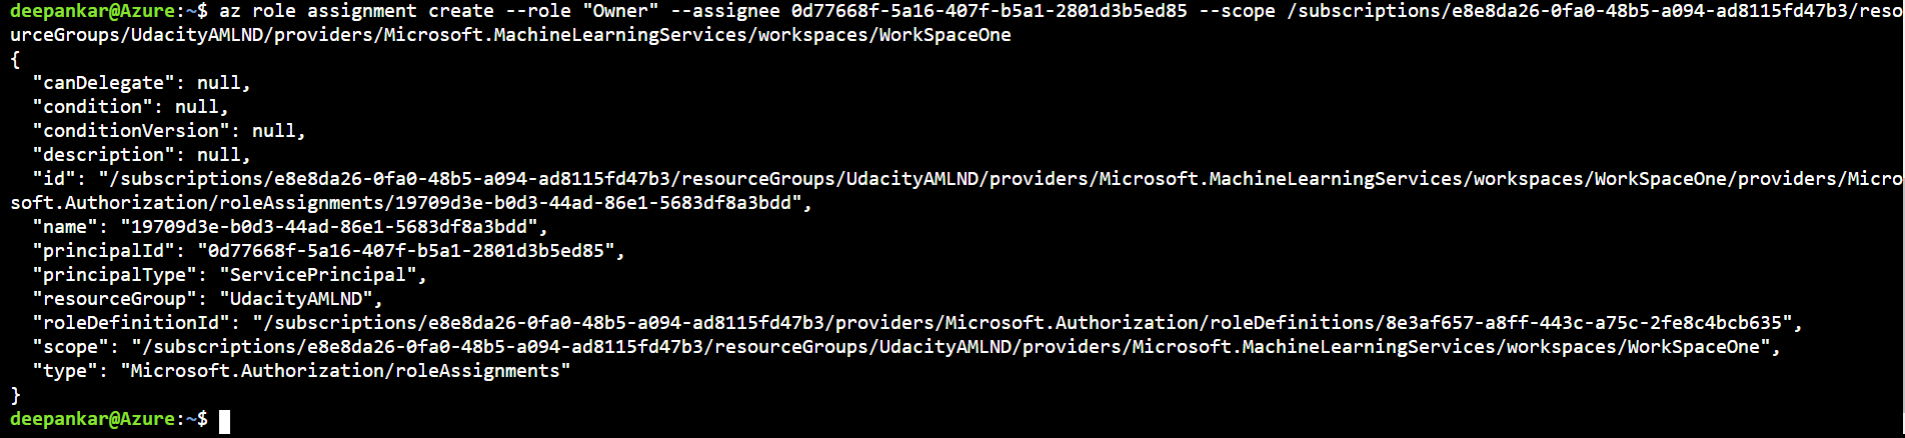 deepankar@Azure:~$ az role assignment create --role "Owner" --assignee 0d77668f-5a16-407f-b5a1-2801d3b5ed85 --scope /subscriptions/e8e8da26-0fa0-48b5-a094-ad8115fd47b3/reso
urceGroups/UdacityAMLND/providers/Microsoft.MachineLearningServices/workspaces/WorkSpaceOne
{
  "canDelegate": null,
  "condition": null,
  "conditionVersion": null,
  "description": null,
  "id": "/subscriptions/e8e8da26-0fa0-48b5-a094-ad8115fd47b3/resourceGroups/UdacityAMLND/providers/Microsoft.MachineLearningServices/workspaces/WorkSpaceOne/providers/Micro
soft.Authorization/roleAssignments/19709d3e-b0d3-44ad-86e1-5683df8a3bdd",
  "name": "19709d3e-b0d3-44ad-86e1-5683df8a3bdd",
  "principalId": "0d77668f-5a16-407f-b5a1-2801d3b5ed85",
  "principalType": "ServicePrincipal",
  "resourceGroup": "UdacityAMLND",
  "roleDefinitionId": "/subscriptions/e8e8da26-0fa0-48b5-a094-ad8115fd47b3/providers/Microsoft.Authorization/roleDefinitions/8e3af657-a8ff-443c-a75c-2fe8c4bcb635",
  "scope": "/subscriptions/e8e8da26-0fa0-48b5-a094-ad8115fd47b3/resourceGroups/UdacityAMLND/providers/Microsoft.MachineLearningServices/workspaces/WorkSpaceOne",
  "type": "Microsoft.Authorization/roleAssignments"
}
deepankar@Azure:~$